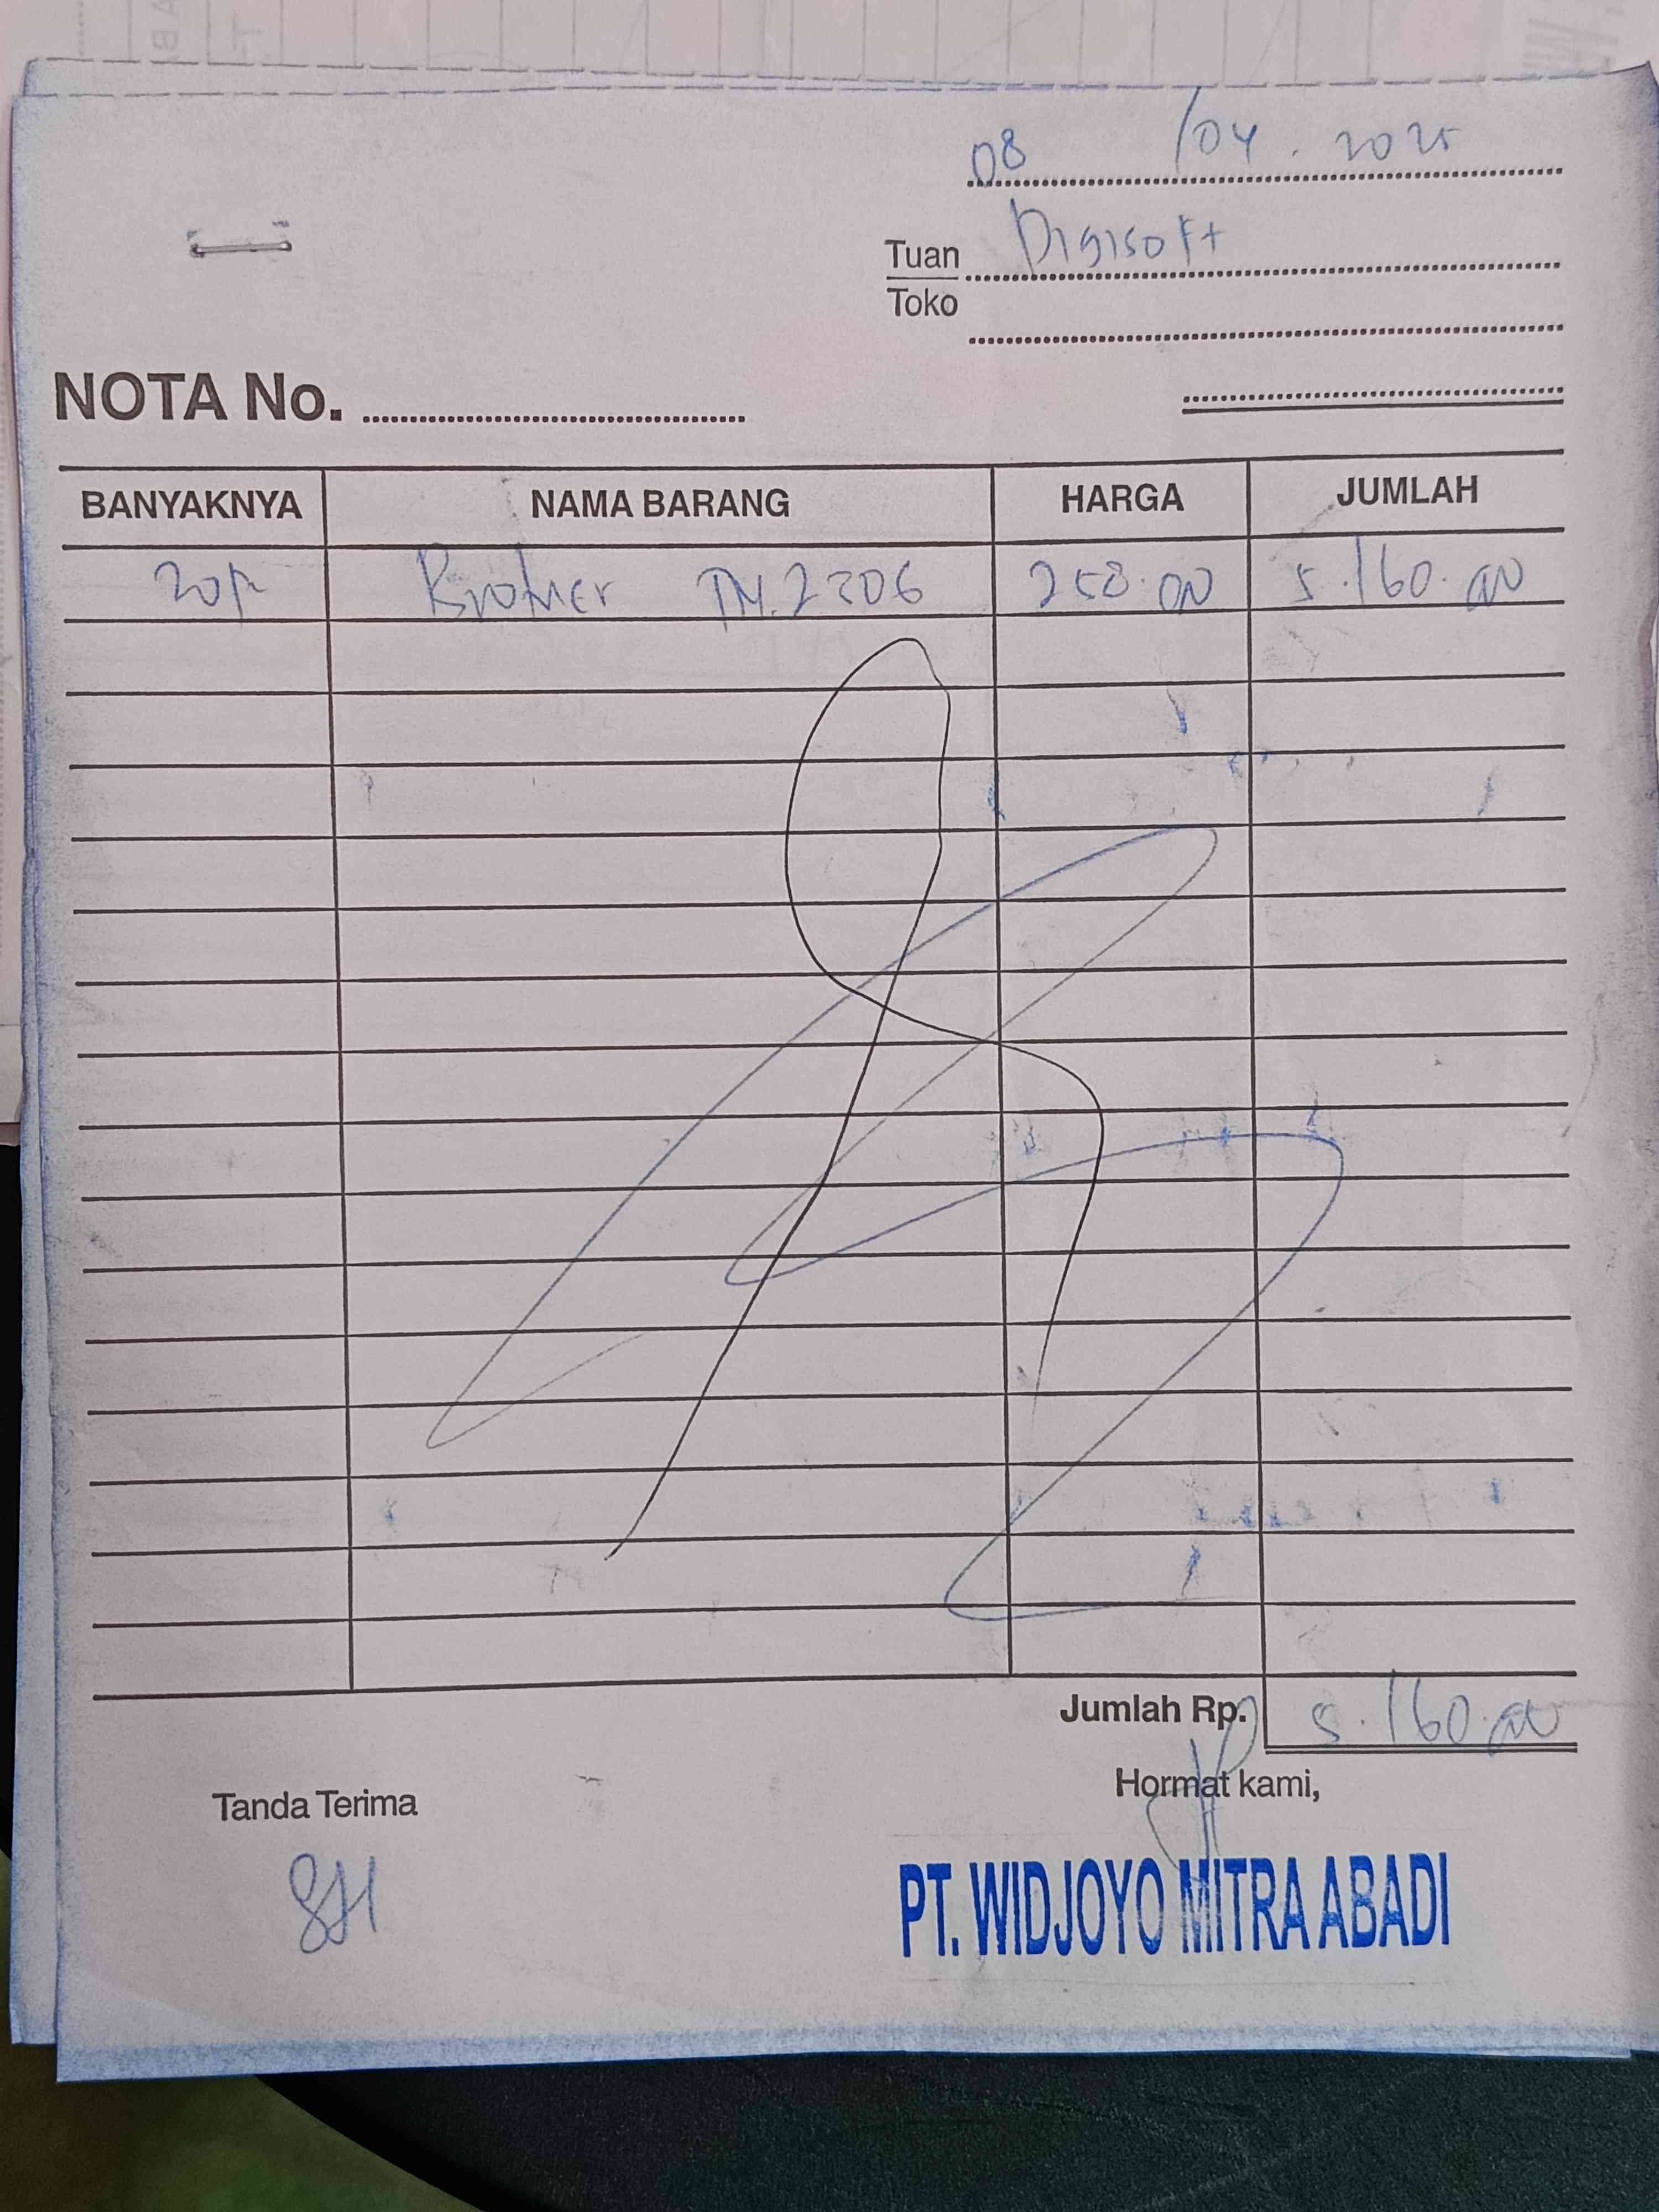 08 /04. 2025
Tuan Digisoft
Toko
NOTA No.
BANYAKNYA NAMA BARANG HARGA JUMLAH
Brother TN.2306 258.000 5.160.000
Jumlah Rp. 5.160.000
Tanda Terima Hormat kami,
PT. WIDJOYO MITRA ABADI